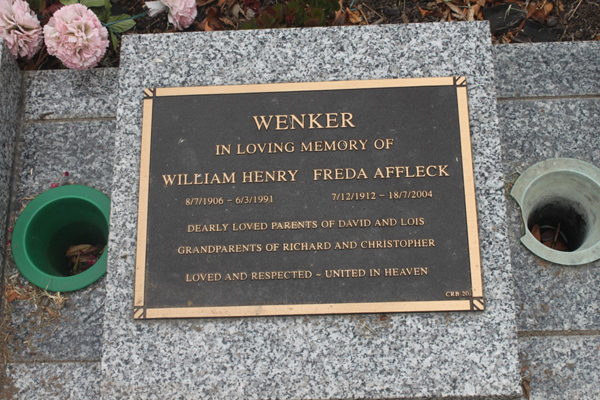 WENKER
IN LOVING MEMORY OF
WILLIAM HENRY FREDA AFFLECK
8/7/1906 - 6/3/1991 7/12/1912 - 18/7/2004
DEARLY LOVED PARENTS OF DAVID AND LOIS
GRANDPARENTS OF RICHARD AND CHRISTOPHER
LOVED AND RESPECTED - UNITED IN HEAVEN
CRB 20